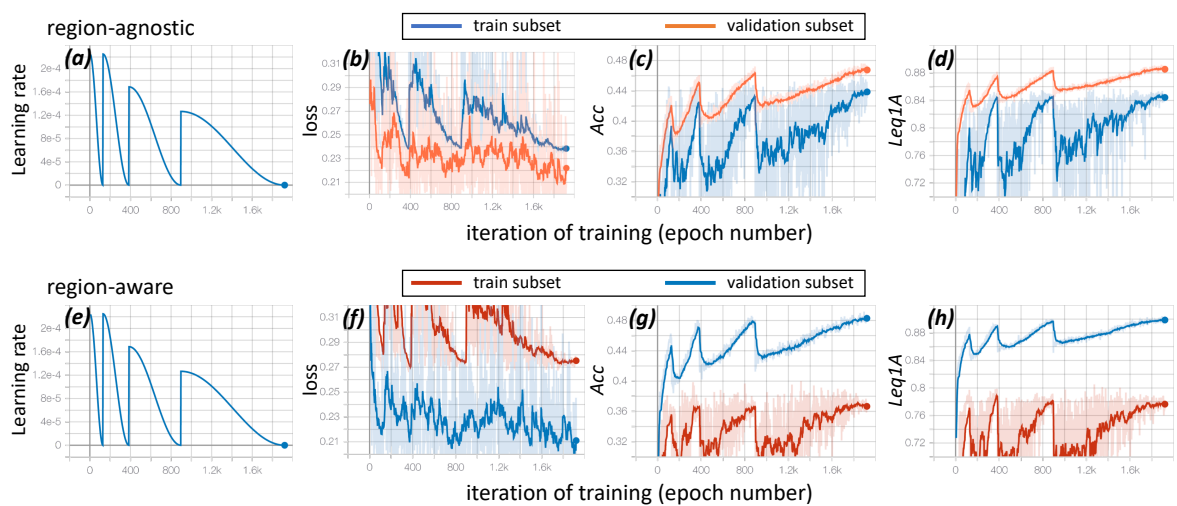 region-agnostic
train subset
validation subset
(a)
(b)
(c)
(d)
Learning rate
2e-4
1.6e-4
1.2e-4
8e-5
4e-5
0
0 400 800 1.2k 1.6k
loss
0.31
0.29
0.27
0.25
0.23
0.21
0 400 800 1.2k 1.6k
Acc
0.48
0.44
0.4
0.36
0.32
0 400 800 1.2k 1.6k
Leq1A
0.88
0.84
0.8
0.76
0.72
0 400 800 1.2k 1.6k
iteration of training (epoch number)
region-aware
train subset
validation subset
(e)
(f)
(g)
(h)
Learning rate
2e-4
1.6e-4
1.2e-4
8e-5
4e-5
0
0 400 800 1.2k 1.6k
loss
0.31
0.29
0.27
0.25
0.23
0.21
0 400 800 1.2k 1.6k
Acc
0.48
0.44
0.4
0.36
0.32
0 400 800 1.2k 1.6k
Leq1A
0.88
0.84
0.8
0.76
0.72
0 400 800 1.2k 1.6k
iteration of training (epoch number)